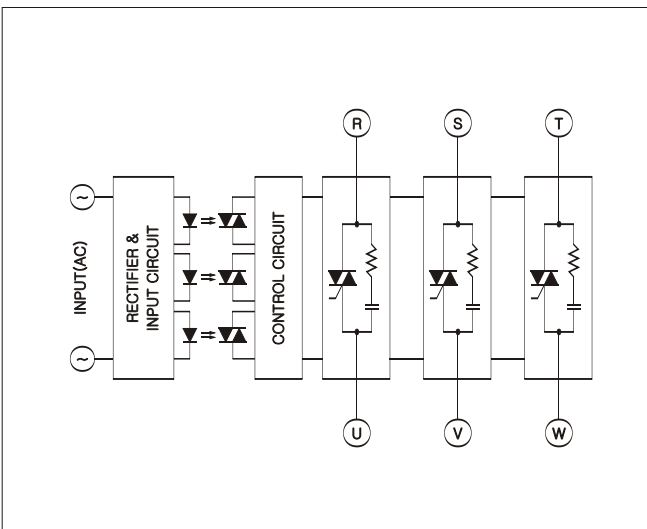 R S T
~
INPUT(AC)
~
RECTIFIER &
INPUT CIRCUIT
CONTROL CIRCUIT
U V W